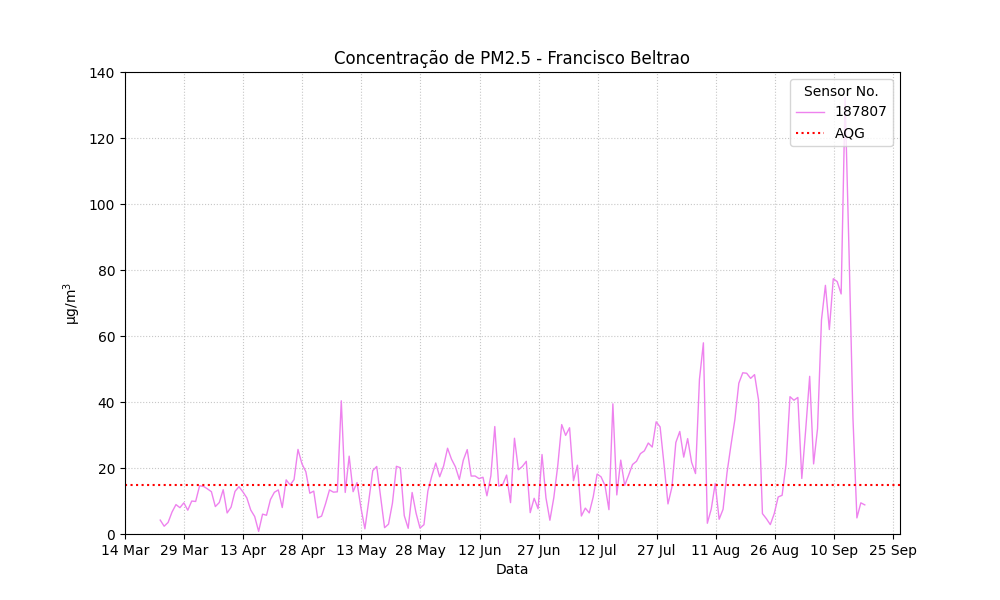 Concentração de PM2.5 - Francisco Beltrao
Sensor No.
187807
AQG
140
120
100
80
60
40
20
0
µg/m³
14 Mar 29 Mar 13 Apr 28 Apr 13 May 28 May 12 Jun 27 Jun 12 Jul 27 Jul 11 Aug 26 Aug 10 Sep 25 Sep
Data